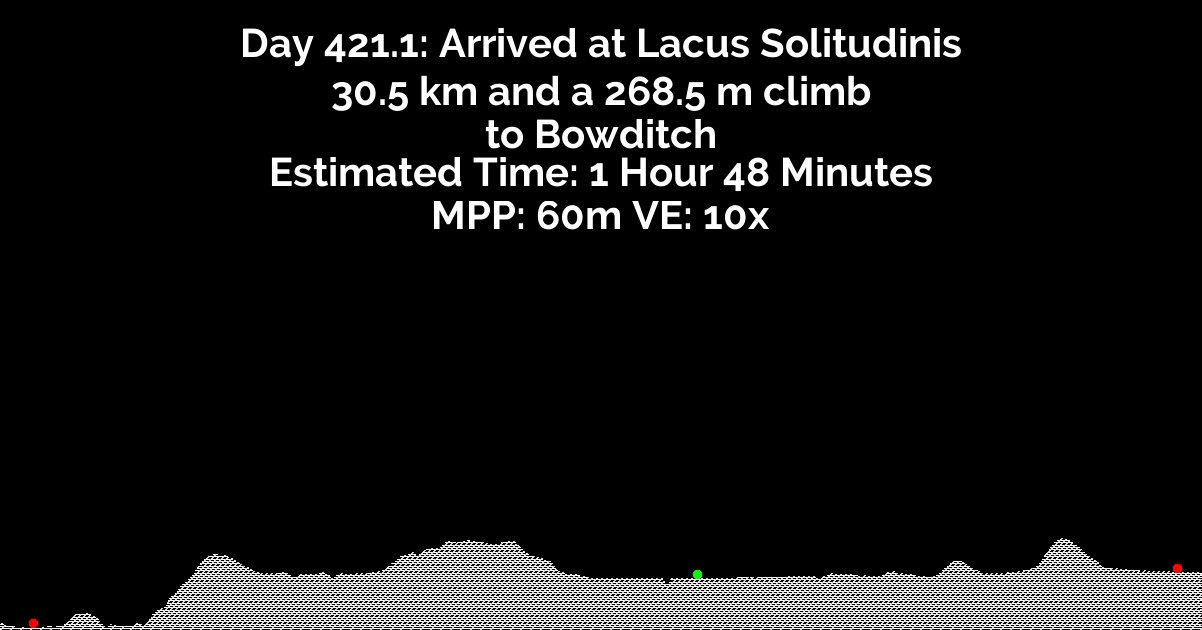 Day 421.1: Arrived at Lacus Solitudinis
30.5 km and a 268.5 m climb
to Bowditch
Estimated Time: 1 Hour 48 Minutes
MPP: 60m VE: 10x